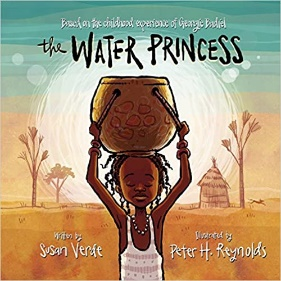 Based on the childhood experience of Georgie Badiel
the WATER PRINCESS
Written by
Susan Verde
Illustrated by
Peter H. Reynolds